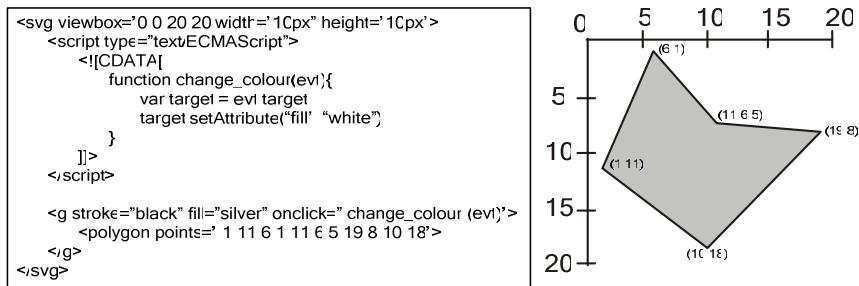 <svg viewbox='0 0 20 20 width='10px" height='10px'>
<script type="text/ECMAScript">
<![CDATA[
function change_colour(evt){
var target = evt target
target setAttribute("fill' "white")
}
]]>
</script>
<g stroke="black" fill="silver" onclick=" change_colour (evt)'>
<polygon points=' 1 11 6 1 11 6 5 19 8 10 18'>
</g>
</svg>
0 5 10 15 20
5
10
15
20
(6 1)
(11 6 5)
(19 8)
(1 11)
(10 18)